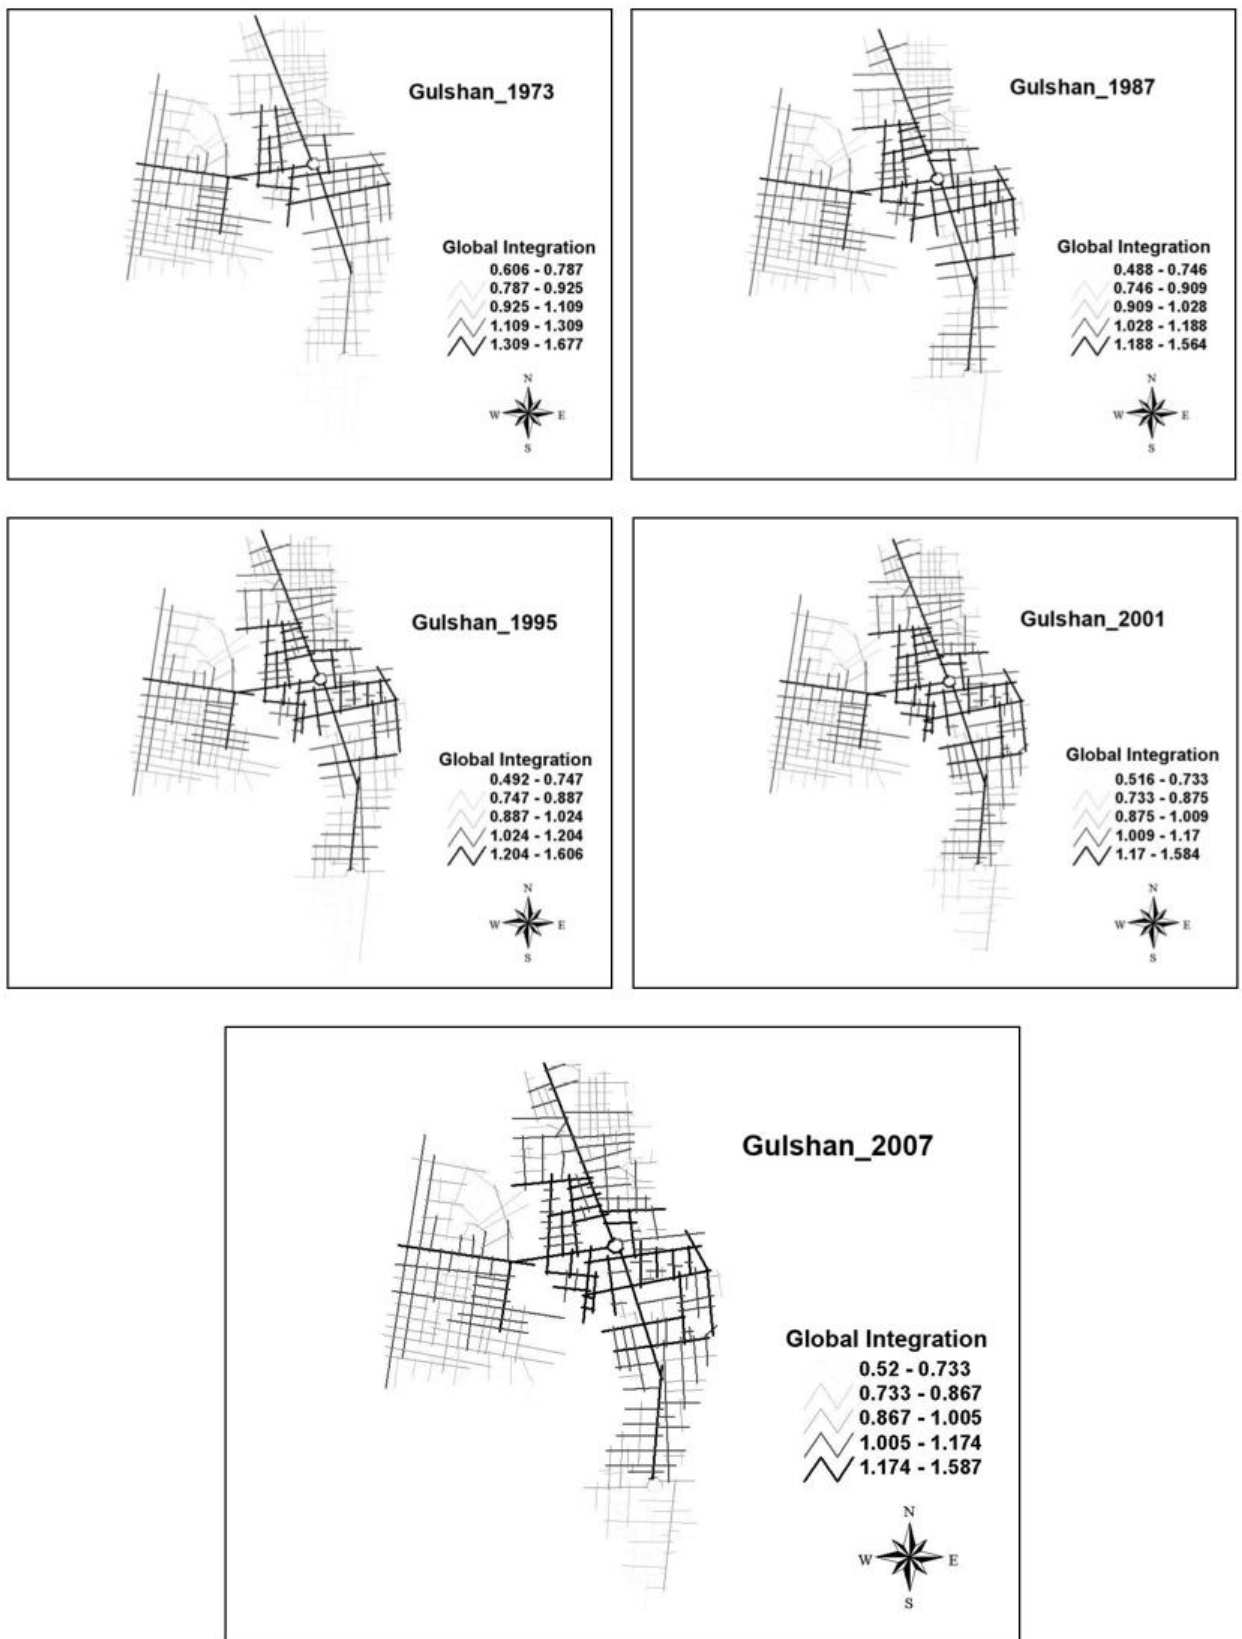 Gulshan_1973
Global Integration
0.606 - 0.787
0.787 - 0.925
0.925 - 1.109
1.109 - 1.309
1.309 - 1.677
N
W E
S
Gulshan_1987
Global Integration
0.488 - 0.746
0.746 - 0.909
0.909 - 1.028
1.028 - 1.188
1.188 - 1.564
N
W E
S
Gulshan_1995
Global Integration
0.492 - 0.747
0.747 - 0.887
0.887 - 1.024
1.024 - 1.204
1.204 - 1.606
N
W E
S
Gulshan_2001
Global Integration
0.516 - 0.733
0.733 - 0.875
0.875 - 1.009
1.009 - 1.17
1.17 - 1.584
N
W E
S
Gulshan_2007
Global Integration
0.52 - 0.733
0.733 - 0.867
0.867 - 1.005
1.005 - 1.174
1.174 - 1.587
N
W E
S